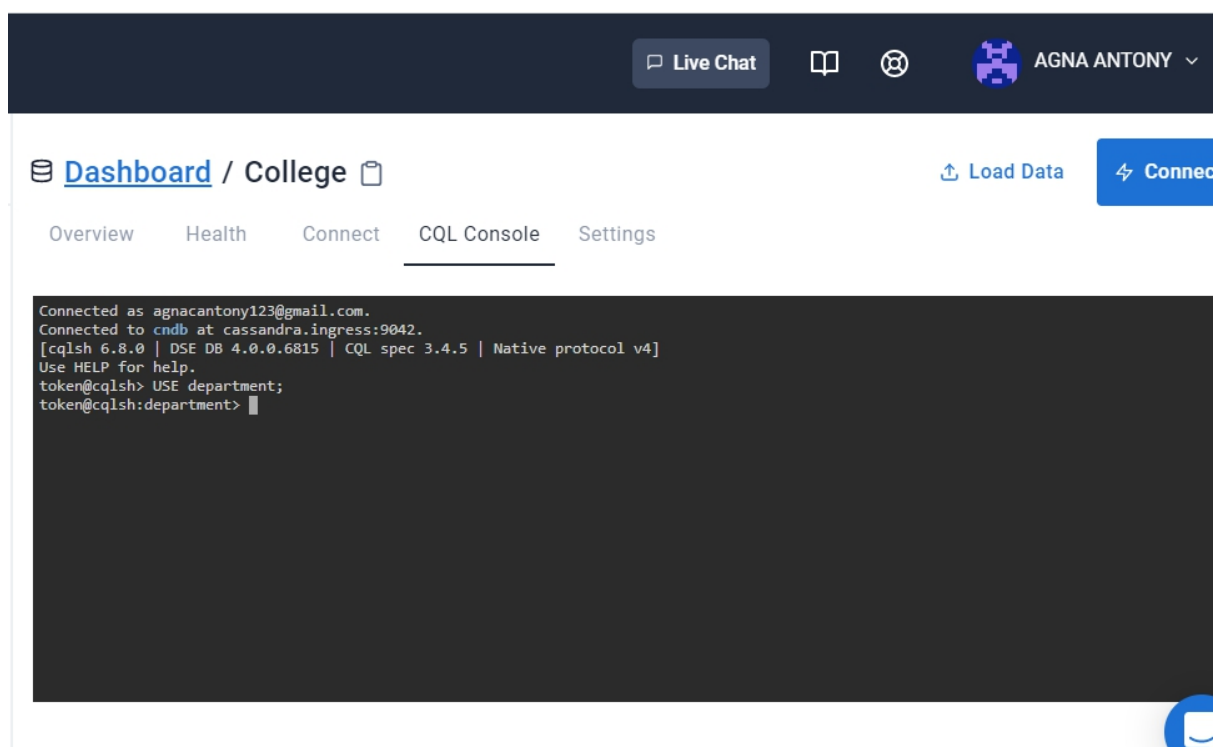 Live Chat
AGNA ANTONY
Dashboard / College
Load Data
Connec
Overview Health Connect CQL Console Settings
Connected as agnacantony123@gmail.com.
Connected to cndb at cassandra.ingress:9042.
[cqlsh 6.8.0 | DSE DB 4.0.0.6815 | CQL spec 3.4.5 | Native protocol v4]
Use HELP for help.
token@cqlsh> USE department;
token@cqlsh:department>